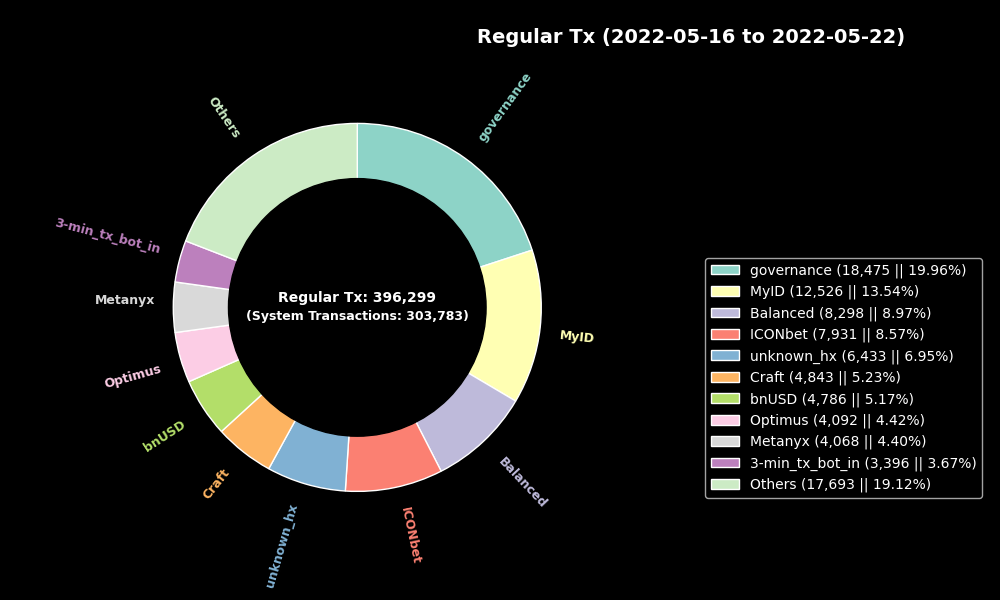 Regular Tx (2022-05-16 to 2022-05-22)
governance
Others
3-min_tx_bot_in
Metanyx
MyID
Optimus
bnUSD
Craft
Balanced
unknown_hx
ICONbet
Regular Tx: 396,299
(System Transactions: 303,783)
governance (18,475 || 19.96%)
MyID (12,526 || 13.54%)
Balanced (8,298 || 8.97%)
ICONbet (7,931 || 8.57%)
unknown_hx (6,433 || 6.95%)
Craft (4,843 || 5.23%)
bnUSD (4,786 || 5.17%)
Optimus (4,092 || 4.42%)
Metanyx (4,068 || 4.40%)
3-min_tx_bot_in (3,396 || 3.67%)
Others (17,693 || 19.12%)